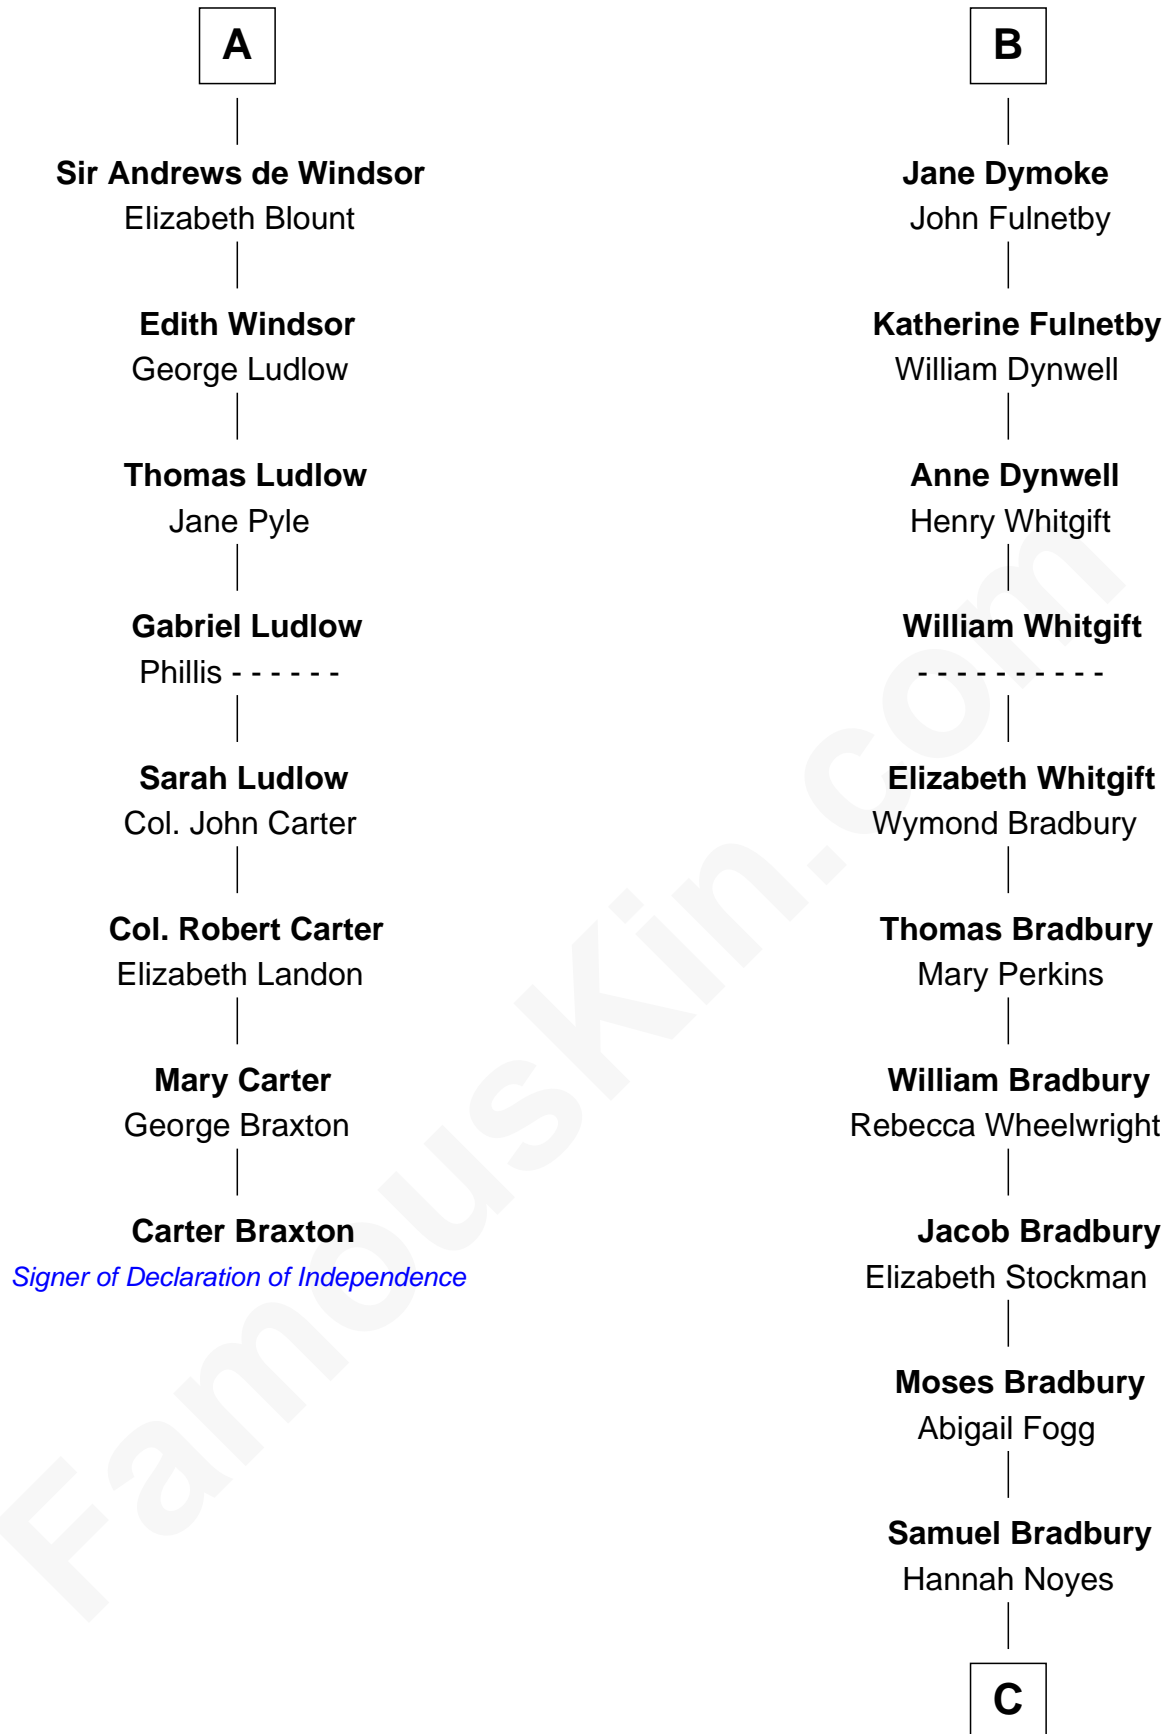 A
Sir Andrews de Windsor
Elizabeth Blount
Edith Windsor
George Ludlow
Thomas Ludlow
Jane Pyle
Gabriel Ludlow
Phillis - - - - - -
Sarah Ludlow
Col. John Carter
Col. Robert Carter
Elizabeth Landon
Mary Carter
George Braxton
Carter Braxton
Signer of Declaration of Independence
B
Jane Dymoke
John Fulnetby
Katherine Fulnetby
William Dynwell
Anne Dynwell
Henry Whitgift
William Whitgift
- - - - - - - - - -
Elizabeth Whitgift
Wymond Bradbury
Thomas Bradbury
Mary Perkins
William Bradbury
Rebecca Wheelwright
Jacob Bradbury
Elizabeth Stockman
Moses Bradbury
Abigail Fogg
Samuel Bradbury
Hannah Noyes
C
FamousKin.com